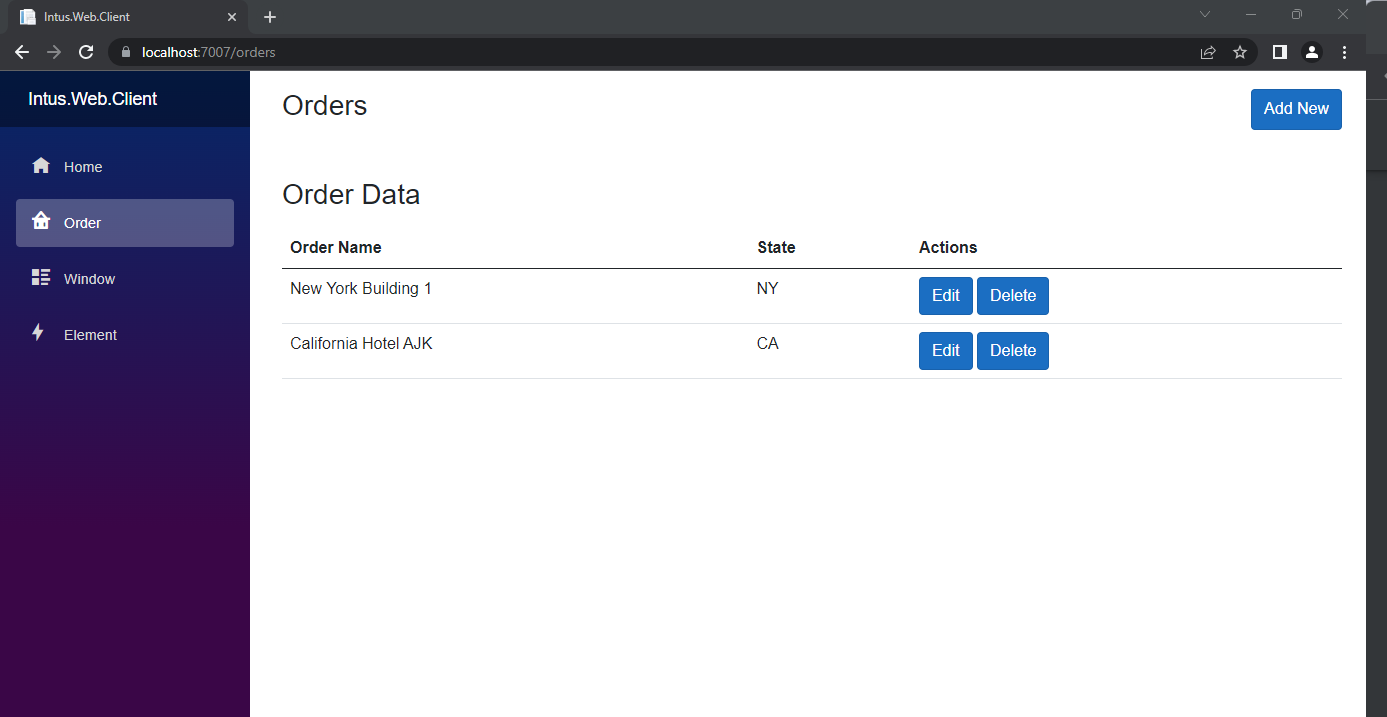 Intus.Web.Client
localhost:7007/orders
Intus.Web.Client
Home
Order
Window
Element
Orders
Add New
Order Data
Order Name State Actions
New York Building 1 NY Edit Delete
California Hotel AJK CA Edit Delete